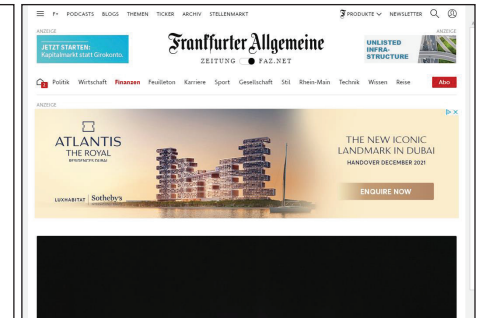 F+ PODCASTS BLOGS THEMEN TICKER ARCHIV STELLENMARKT PRODUKTE NEWSLETTER
ANZEIGE ANZEIGE
JETZT STARTEN:
Kapitalmarkt statt Girokonto.
Frankfurter Allgemeine
ZEITUNG FAZ.NET
UNLISTED
INFRA-
STRUCTURE
2 Politik Wirtschaft Finanzen Feuilleton Karriere Sport Gesellschaft Stil Rhein-Main Technik Wissen Reise Abo
ANZEIGE
ATLANTIS
THE ROYAL
RESIDENCES DUBAI
LUXHABITAT Sotheby's
THE NEW ICONIC
LANDMARK IN DUBAI
HANDOVER DECEMBER 2021
ENQUIRE NOW